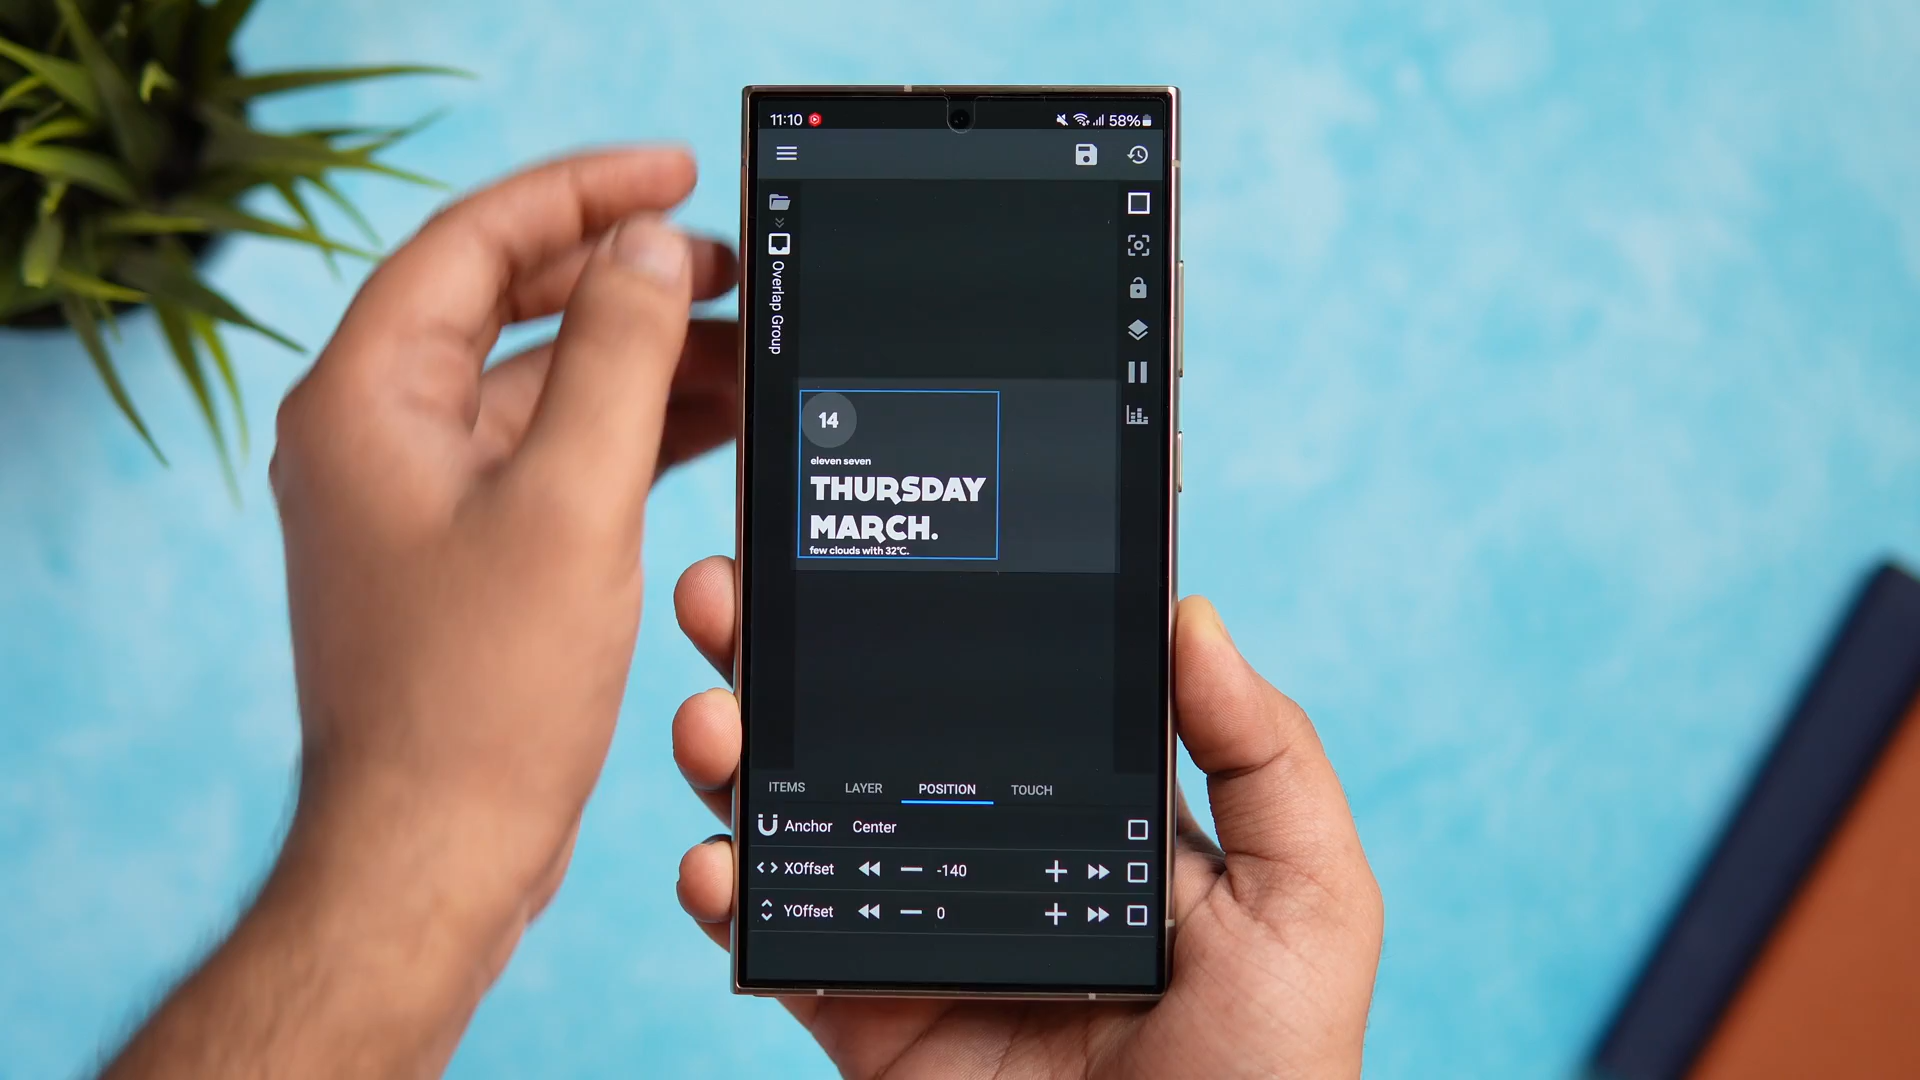 11:10
58%
Overlap Group
14
eleven seven
THURSDAY
MARCH.
few clouds with 32°C.
ITEMS LAYER POSITION TOUCH
Anchor Center
XOffset -140
YOffset 0